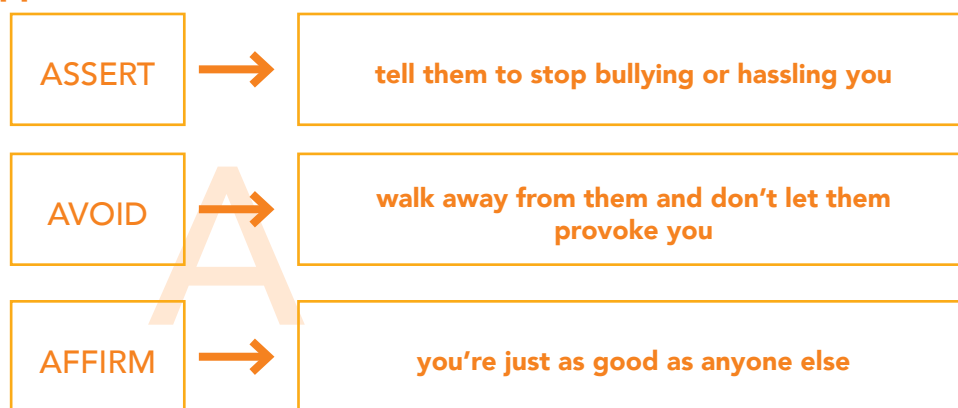 ASSERT
tell them to stop bullying or hassling you
AVOID
walk away from them and don’t let them
provoke you
A
AFFIRM
you’re just as good as anyone else